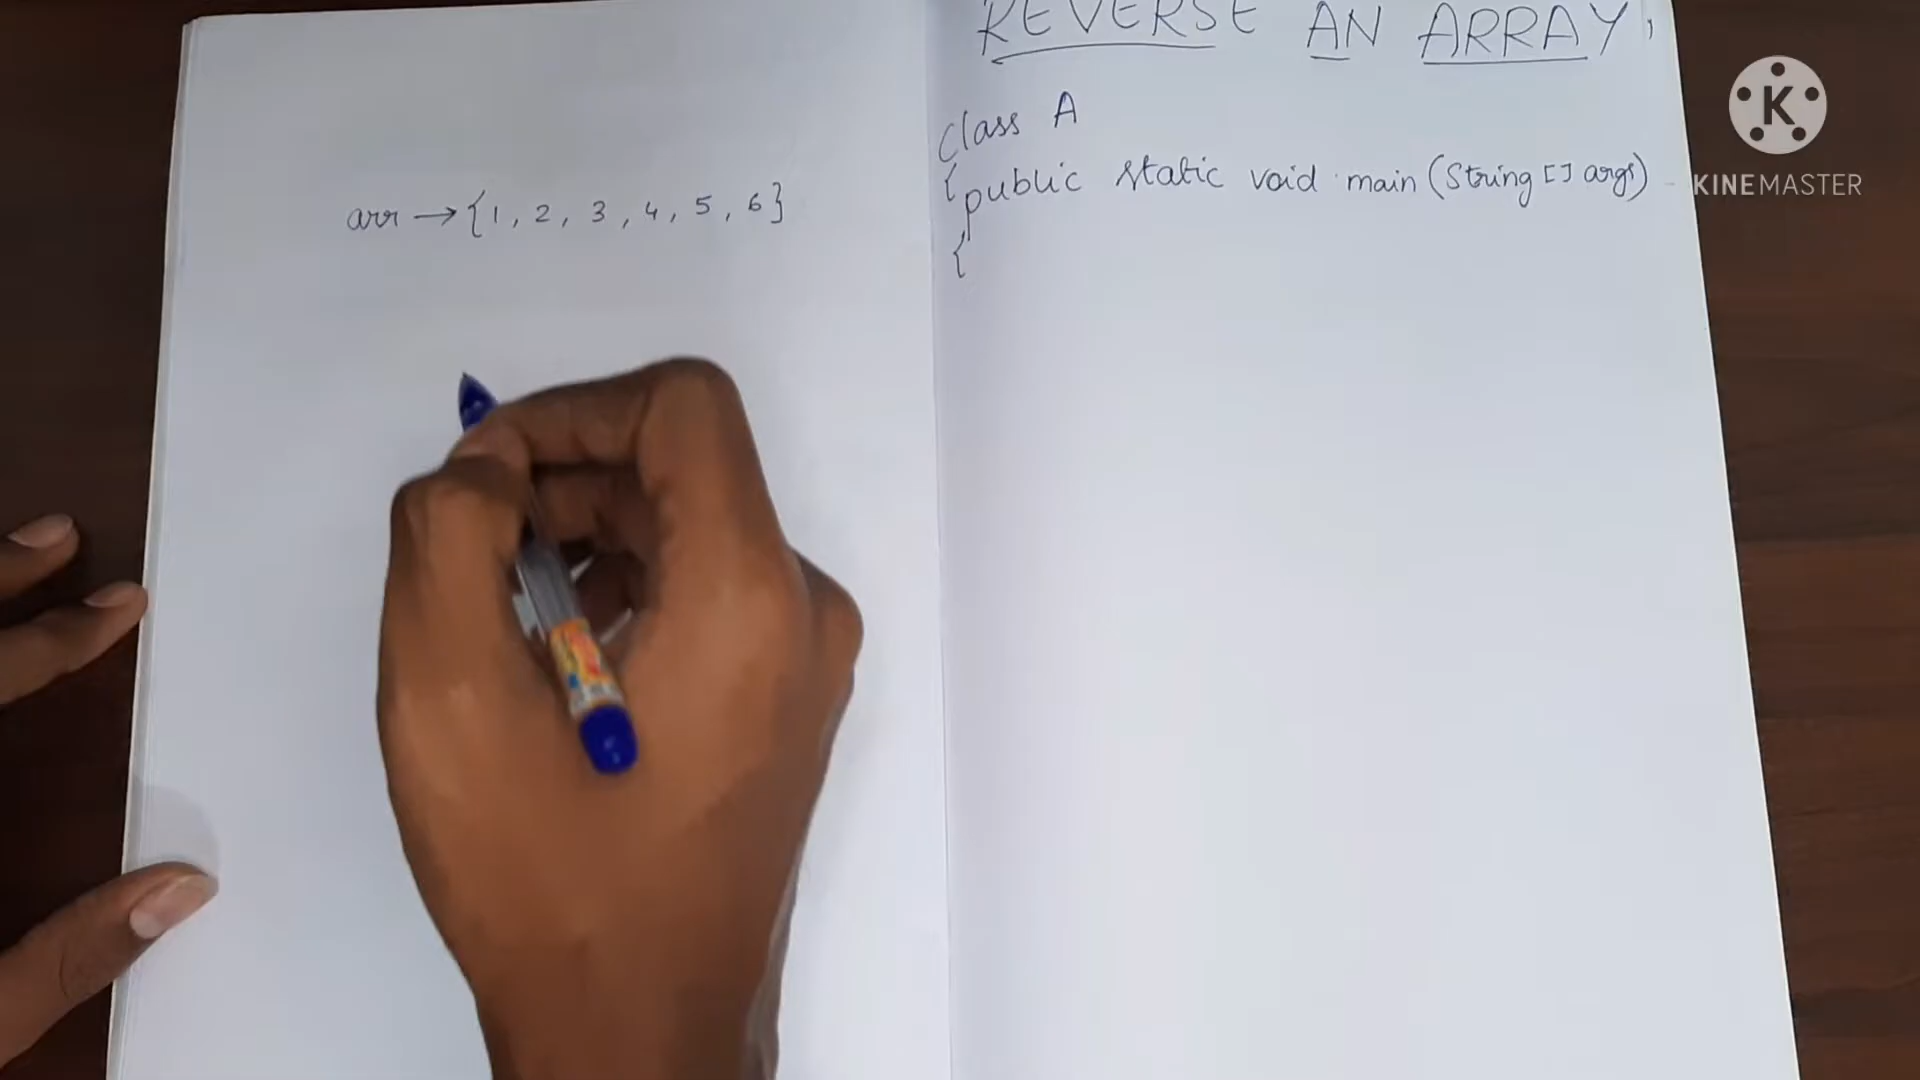 arr → {1, 2, 3, 4, 5, 6}
REVERSE AN ARRAY,
Class A
{ public static void main (String [] args)
{
K
KINEMASTER